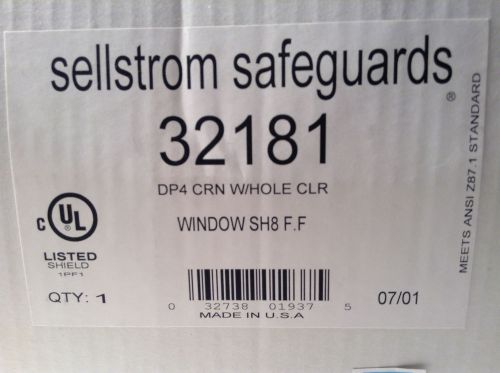 sellstrom safeguards
®
32181
DP4 CRN W/HOLE CLR
WINDOW SH8 F.F
MEETS ANSI Z87.1 STANDARD
C UL ®
LISTED
SHIELD
1PF1
QTY: 1
0 32738 01937 5
MADE IN U.S.A
07/01